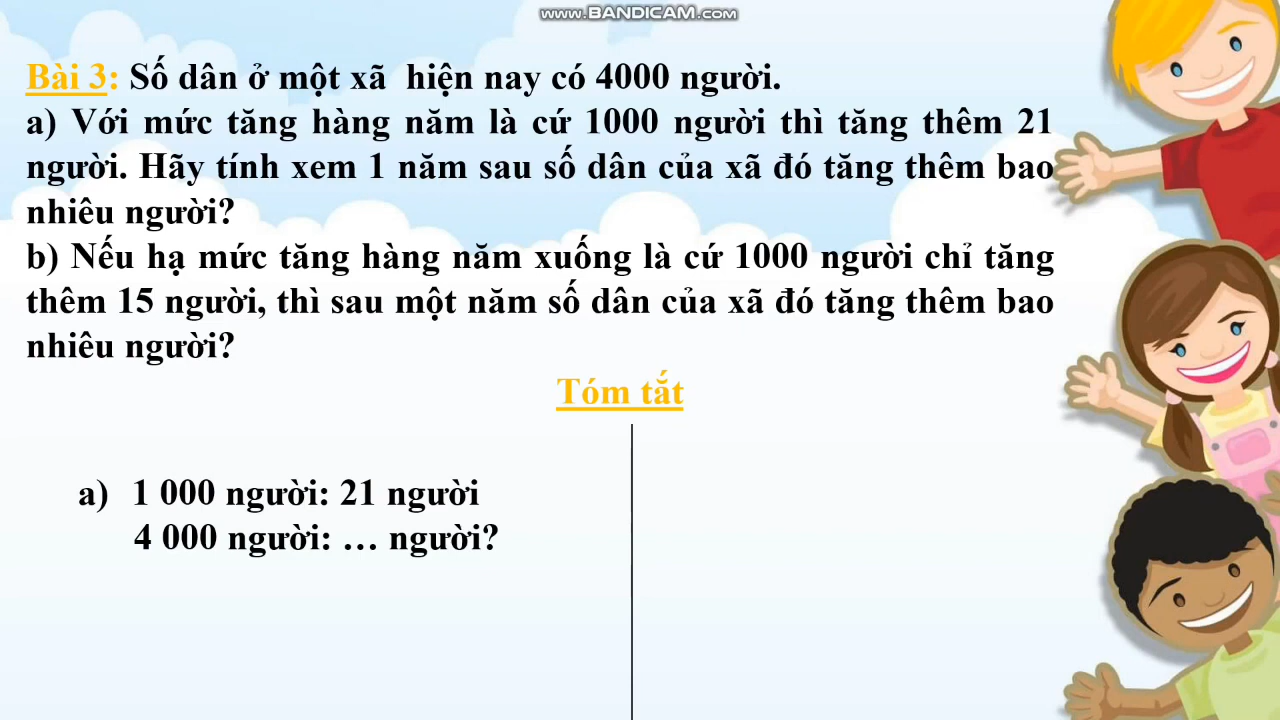 www.BANDICAM.com
Bài 3: Số dân ở một xã hiện nay có 4000 người.
a) Với mức tăng hàng năm là cứ 1000 người thì tăng thêm 21
người. Hãy tính xem 1 năm sau số dân của xã đó tăng thêm bao
nhiêu người?
b) Nếu hạ mức tăng hàng năm xuống là cứ 1000 người chỉ tăng
thêm 15 người, thì sau một năm số dân của xã đó tăng thêm bao
nhiêu người?
Tóm tắt
a) 1 000 người: 21 người
4 000 người: … người?